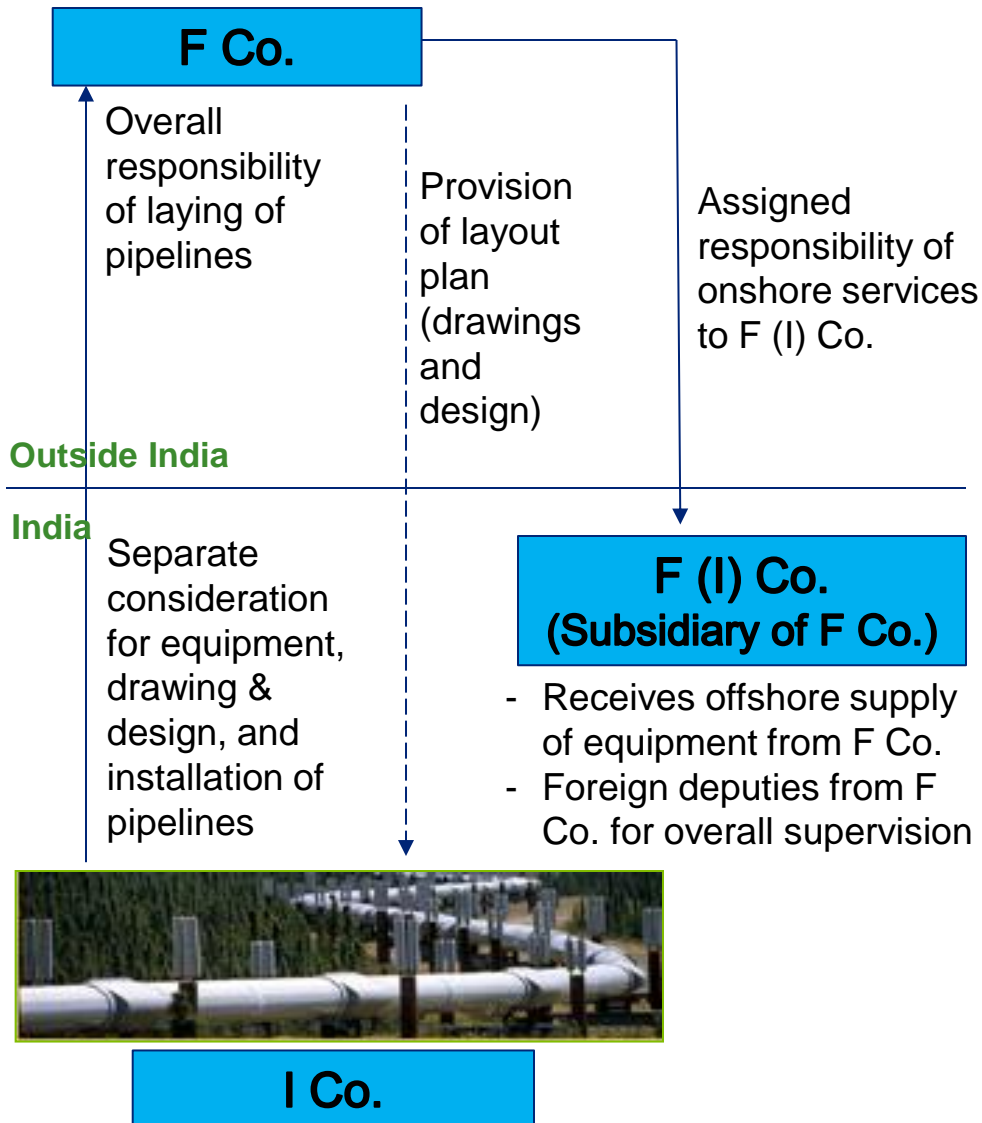 F Co.
Overall
responsibility
of laying of
pipelines
Provision
of layout
plan
(drawings
and
design)
Assigned
responsibility of
onshore services
to F (I) Co.
Outside India
India
Separate
consideration
for equipment,
drawing &
design, and
installation of
pipelines
F (I) Co.
(Subsidiary of F Co.)
- Receives offshore supply
of equipment from F Co.
- Foreign deputies from F
Co. for overall supervision
I Co.